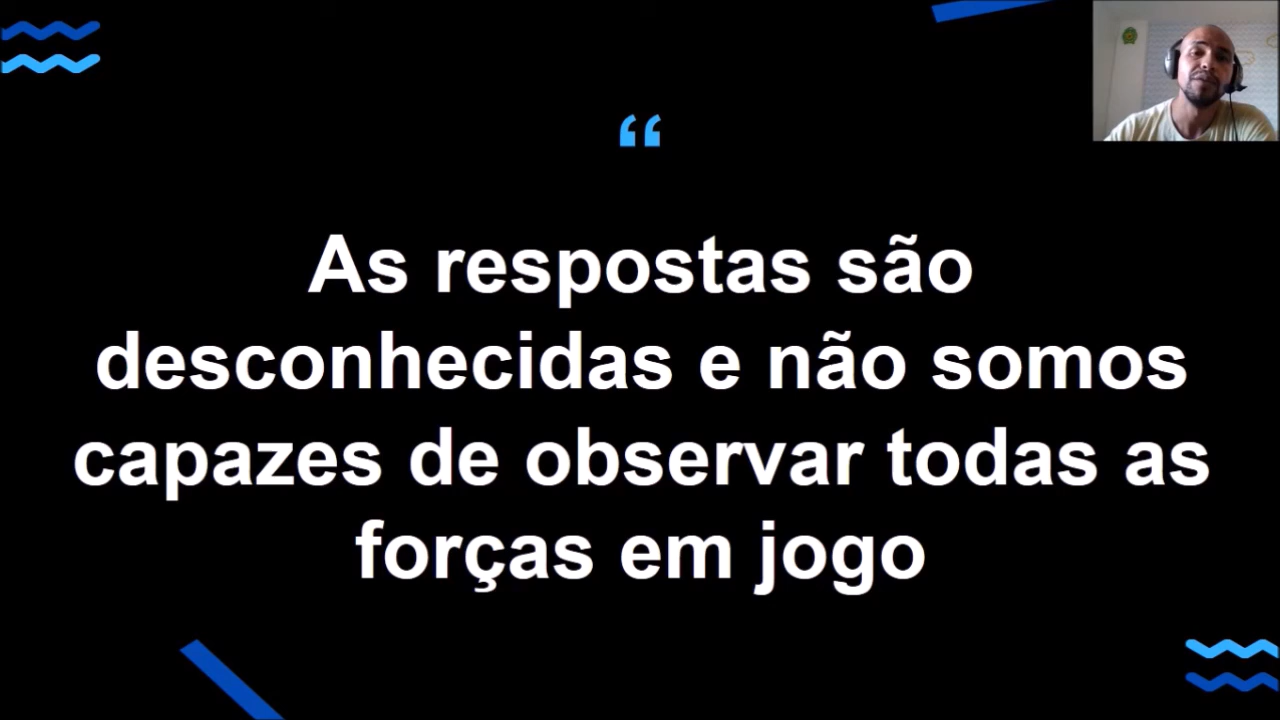 “
As respostas são
desconhecidas e não somos
capazes de observar todas as
forças em jogo